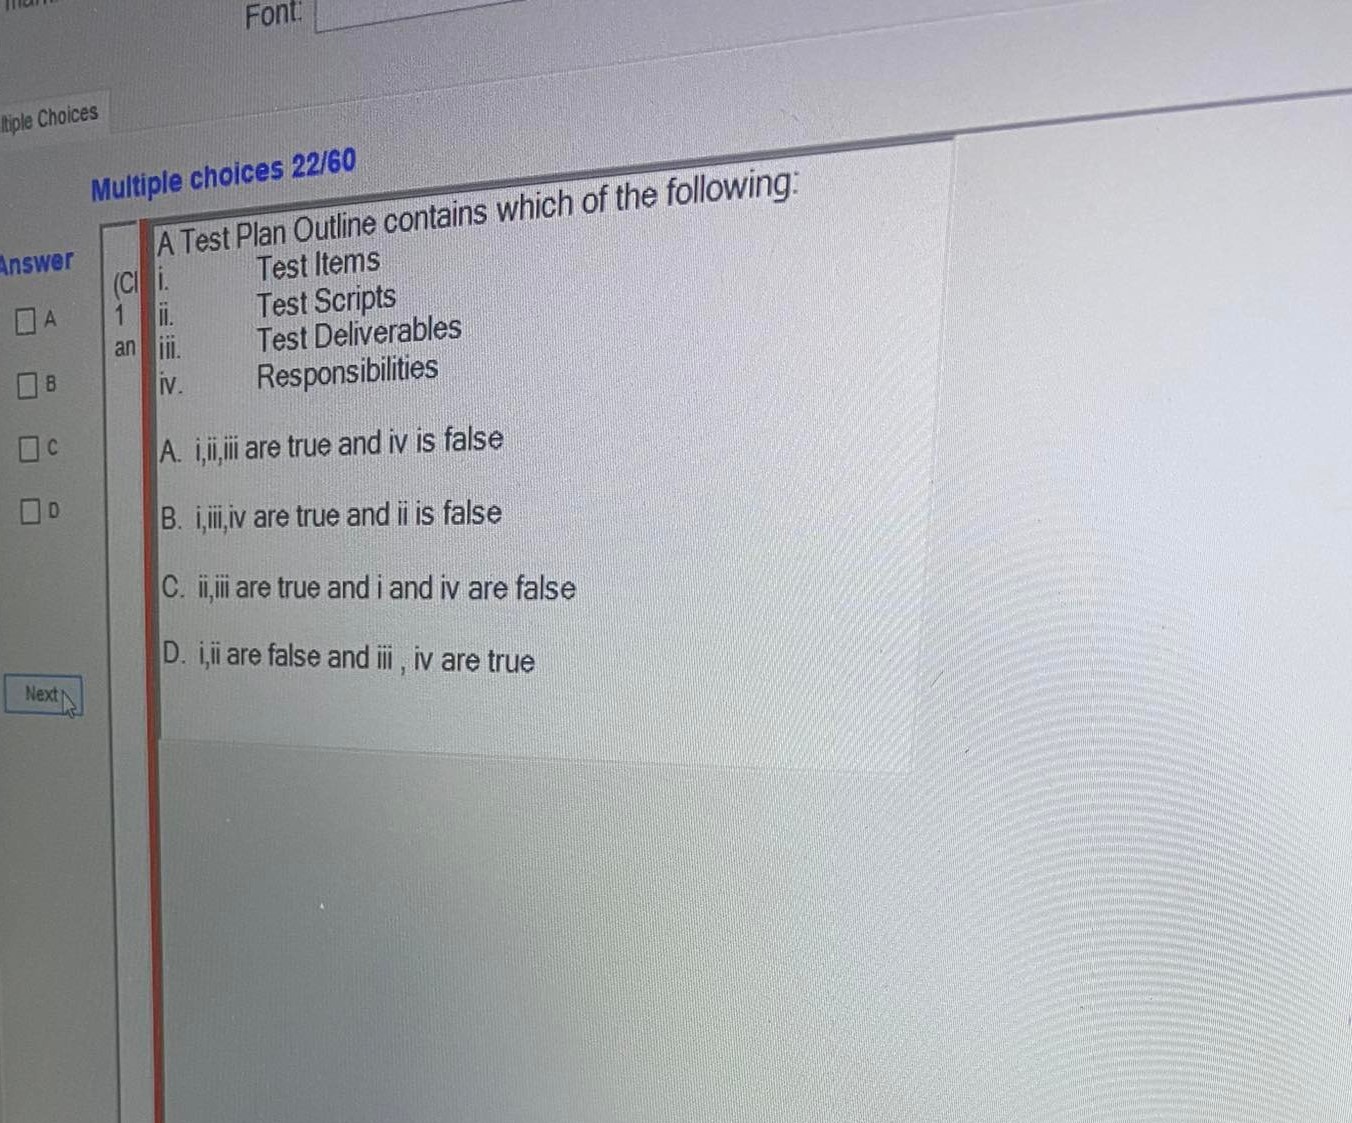 Font:
ltiple Choices
Multiple choices 22/60
Answer
A
B
C
D
Next
(Cl
1
an
A Test Plan Outline contains which of the following:
i. Test Items
ii. Test Scripts
iii. Test Deliverables
iv. Responsibilities
A. i,ii,iii are true and iv is false
B. i,iii,iv are true and ii is false
C. ii,iii are true and i and iv are false
D. i,ii are false and iii , iv are true